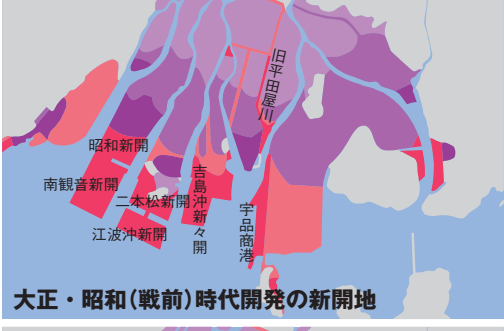 旧平田屋川
昭和新開
南観音新開
二本松新開
江波沖新開
吉島沖新々開
宇品商港
大正・昭和（戦前）時代開発の新開地